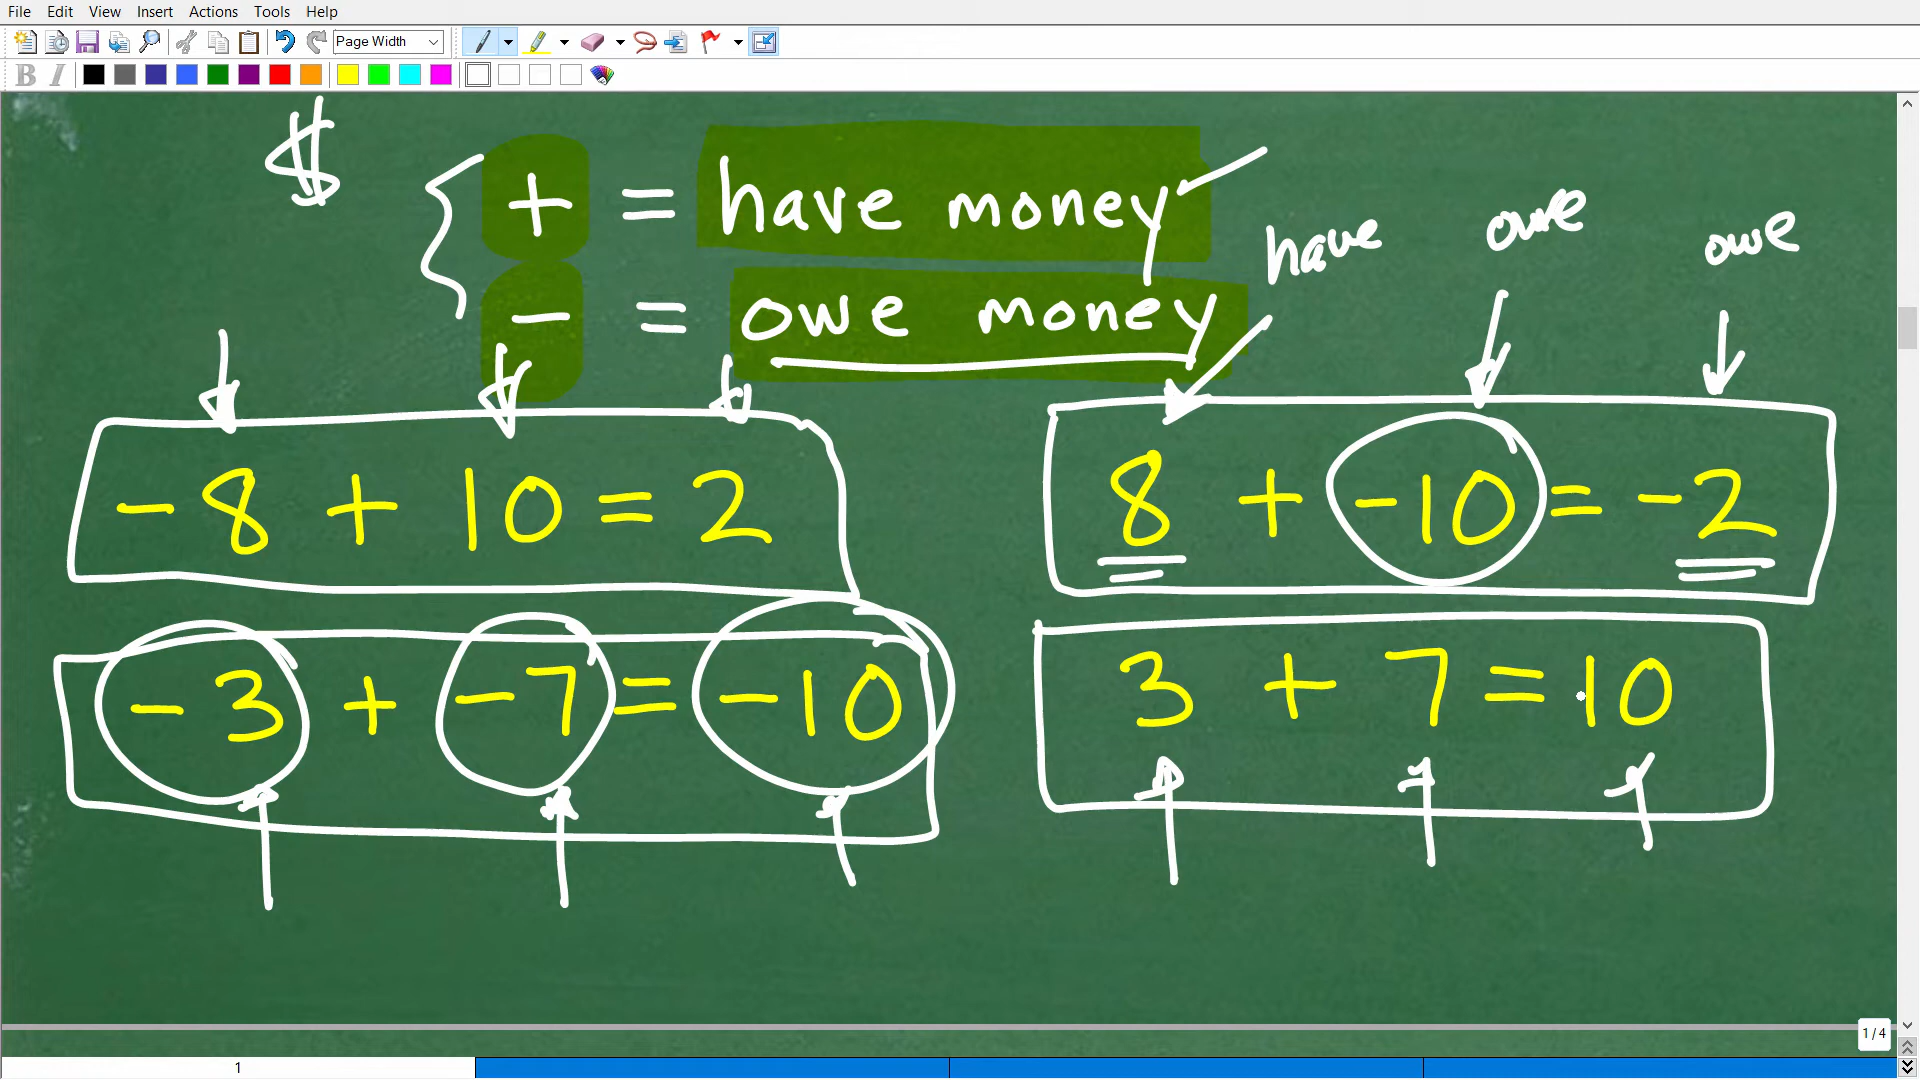 File Edit View Insert Actions Tools Help
Page Width
B I
$
+ = have money
have owe owe
- = owe money
-8 + 10 = 2
8 + -10 = -2
-3 + -7 = -10
3 + 7 = 10
1 / 4
1